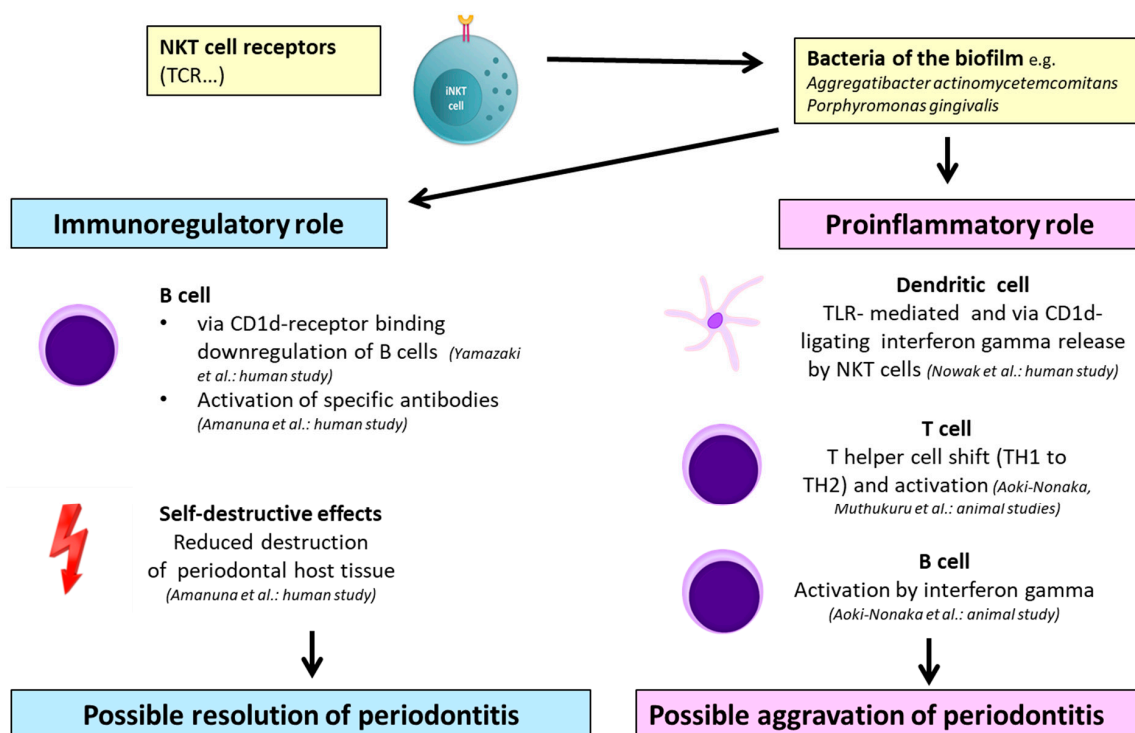 NKT cell receptors
(TCR...)
iNKT
cell
Bacteria of the biofilm e.g.
Aggregatibacter actinomycetemcomitans
Porphyromonas gingivalis
Immunoregulatory role
B cell
• via CD1d-receptor binding
downregulation of B cells (Yamazaki
et al.: human study)
• Activation of specific antibodies
(Amanuna et al.: human study)
Self-destructive effects
Reduced destruction
of periodontal host tissue
(Amanuna et al.: human study)
Possible resolution of periodontitis
Proinflammatory role
Dendritic cell
TLR- mediated and via CD1d-
ligating interferon gamma release
by NKT cells (Nowak et al.: human study)
T cell
T helper cell shift (TH1 to
TH2) and activation (Aoki-Nonaka,
Muthukuru et al.: animal studies)
B cell
Activation by interferon gamma
(Aoki-Nonaka et al.: animal study)
Possible aggravation of periodontitis